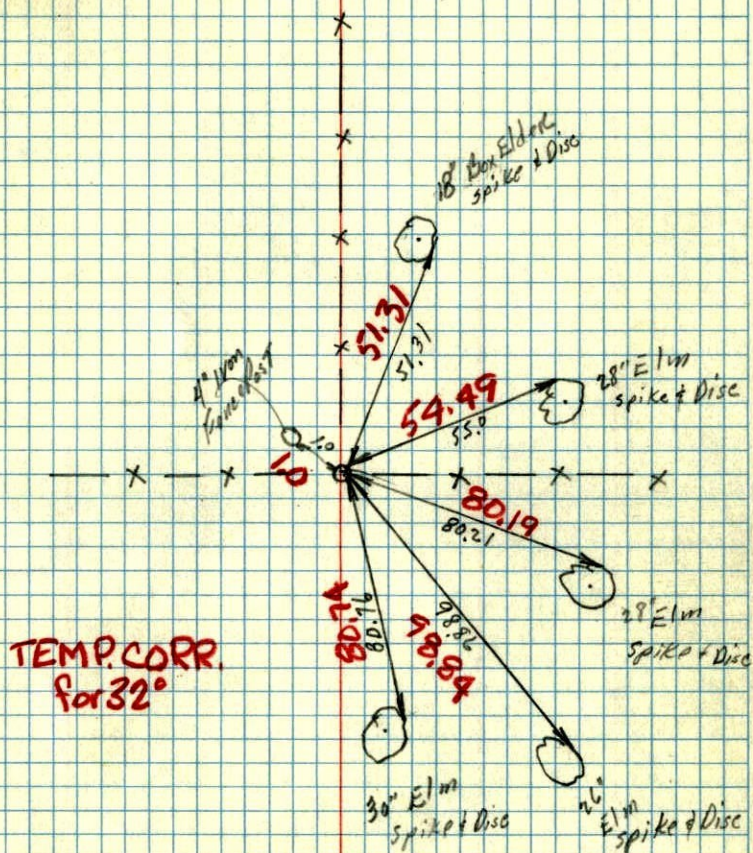 18" Box Elder
spike & Disc
51.31
51.31
4" Iron
Fence Post
28" Elm
spike & Disc
54.49
55.0
1.0
1.0
80.19
80.21
28" Elm
Spike & Disc
80.74
80.76
98.86
98.84
TEMP. CORR.
for 32°
30" Elm
Spike & Disc
26"
Elm
spike & Disc